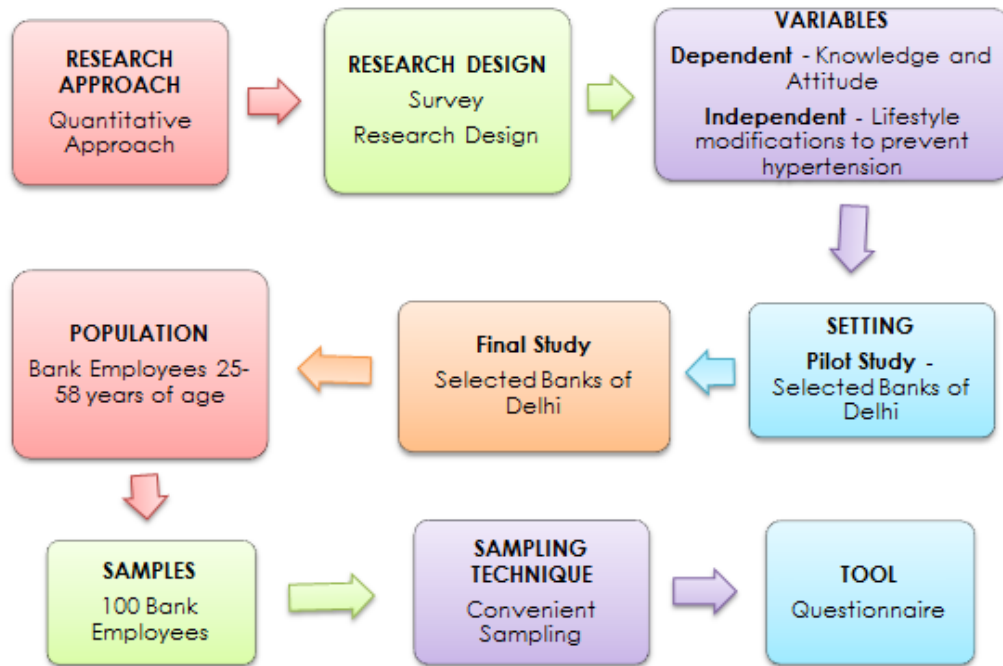 RESEARCH
APPROACH
Quantitative
Approach
RESEARCH DESIGN
Survey
Research Design
VARIABLES
Dependent - Knowledge and
Attitude
Independent - Lifestyle
modifications to prevent
hypertension
SETTING
Pilot Study -
Selected Banks of
Delhi
Final Study
Selected Banks of
Delhi
POPULATION
Bank Employees 25-
58 years of age
SAMPLES
100 Bank
Employees
SAMPLING
TECHNIQUE
Convenient
Sampling
TOOL
Questionnaire